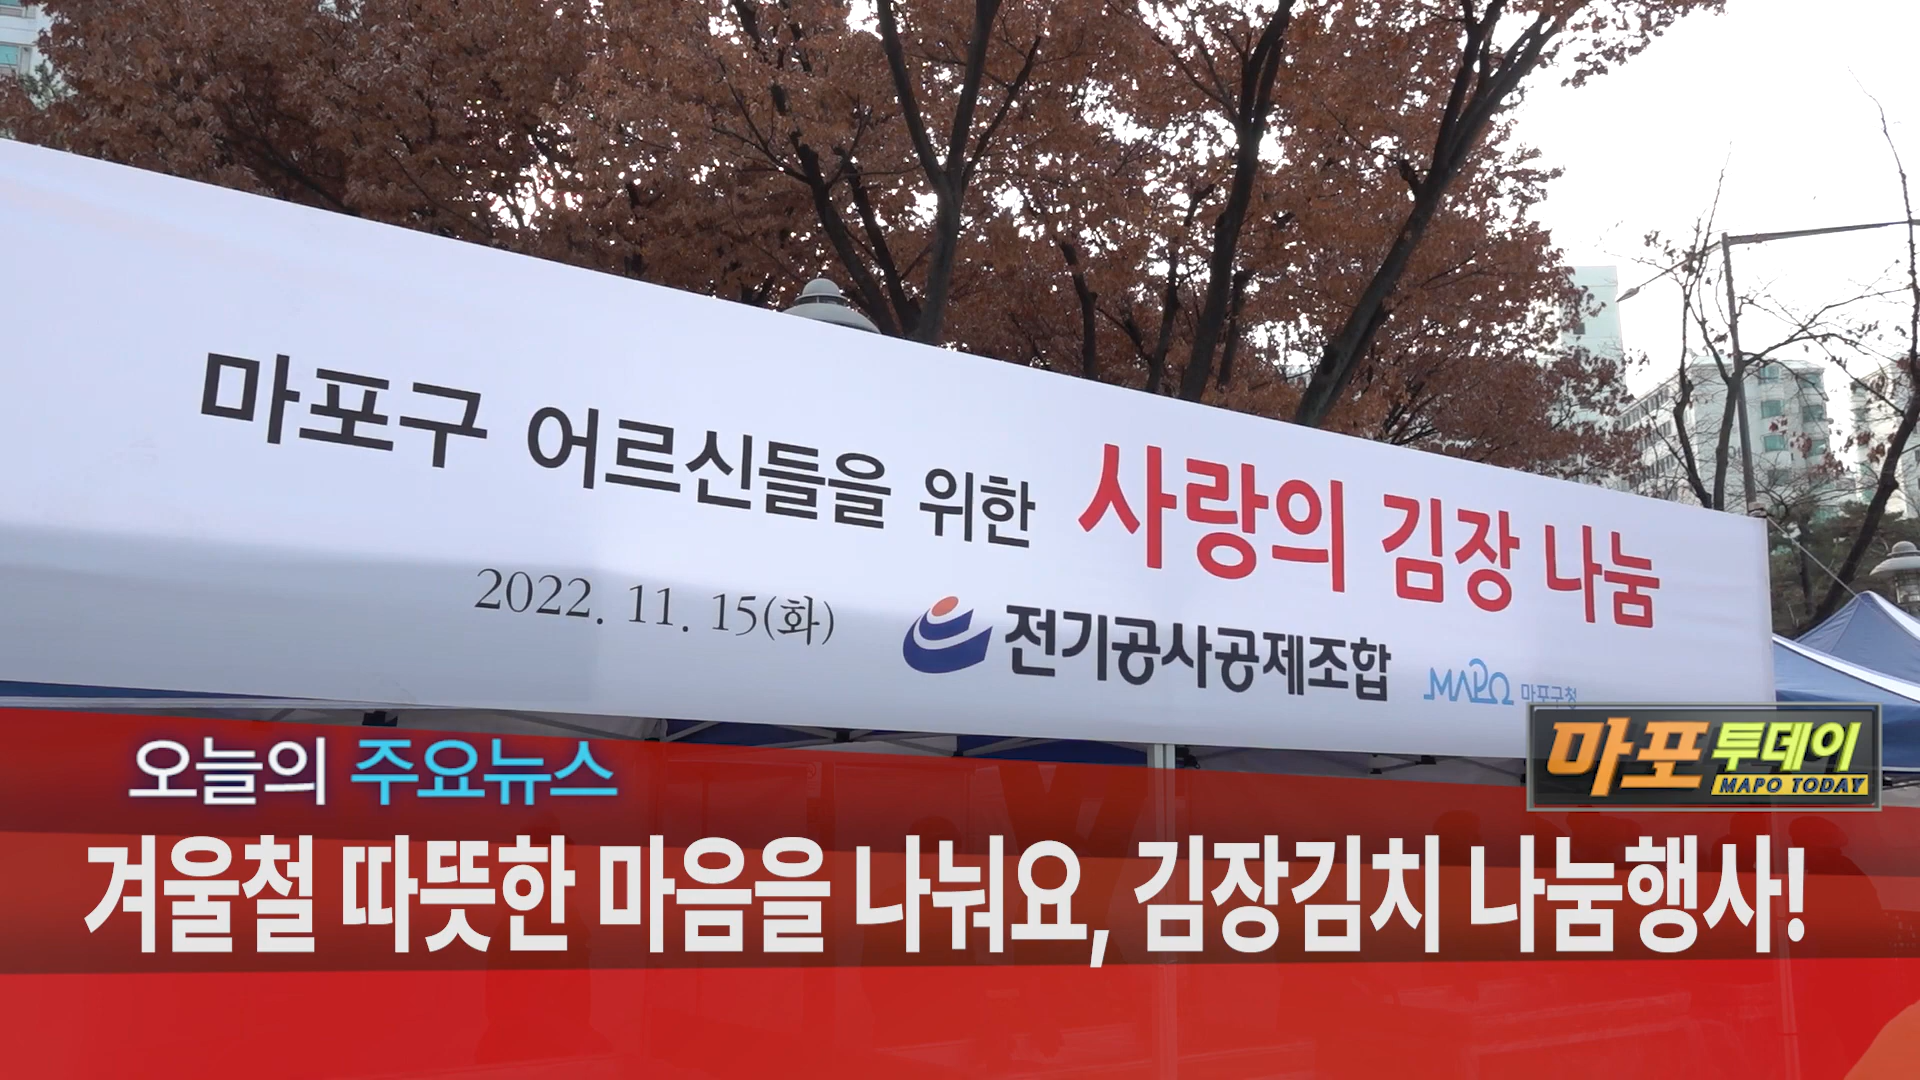 마포구 어르신들을 위한 사랑의 김장 나눔
2022. 11. 15(화) 전기공사공제조합 MAPO 마포구청
마포투데이
MAPO TODAY
오늘의 주요뉴스
겨울철 따뜻한 마음을 나눠요, 김장김치 나눔행사!